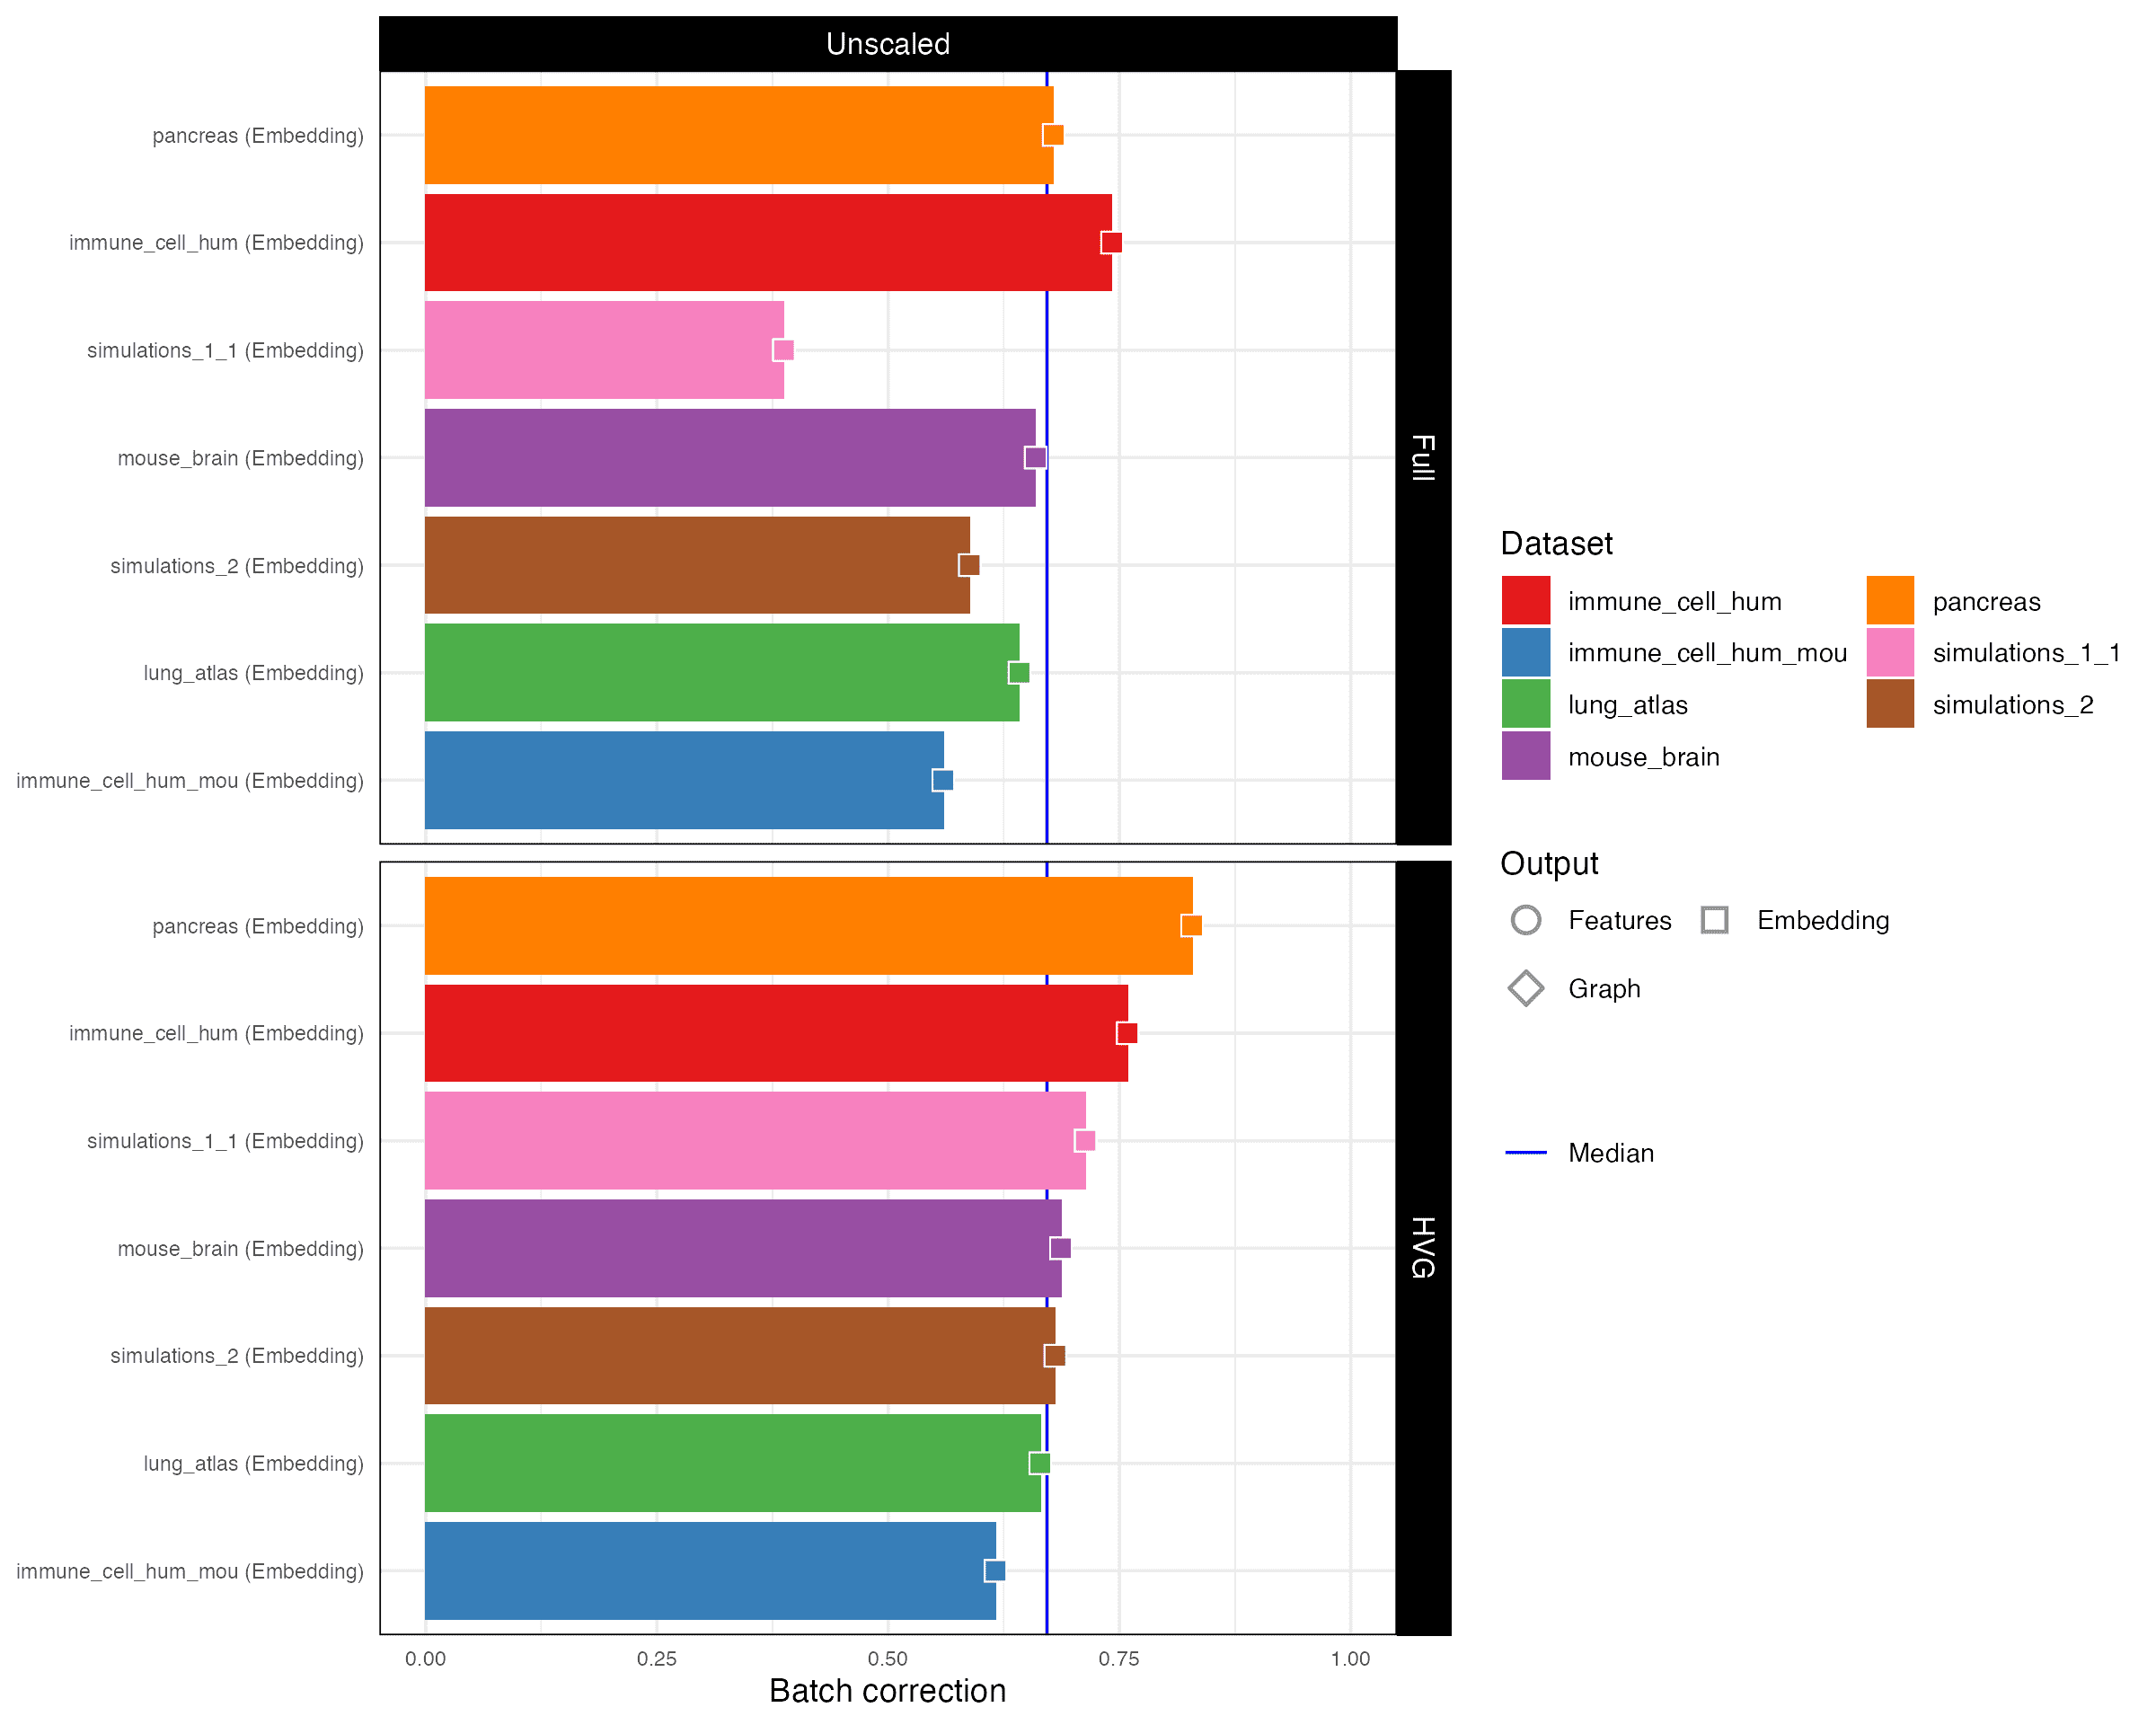 Unscaled
pancreas (Embedding)
immune_cell_hum (Embedding)
simulations_1_1 (Embedding)
mouse_brain (Embedding)
simulations_2 (Embedding)
lung_atlas (Embedding)
immune_cell_hum_mou (Embedding)
Full
pancreas (Embedding)
immune_cell_hum (Embedding)
simulations_1_1 (Embedding)
mouse_brain (Embedding)
simulations_2 (Embedding)
lung_atlas (Embedding)
immune_cell_hum_mou (Embedding)
HVG
0.00 0.25 0.50 0.75 1.00
Batch correction
Dataset
immune_cell_hum pancreas
immune_cell_hum_mou simulations_1_1
lung_atlas simulations_2
mouse_brain
Output
Features Embedding
Graph
Median